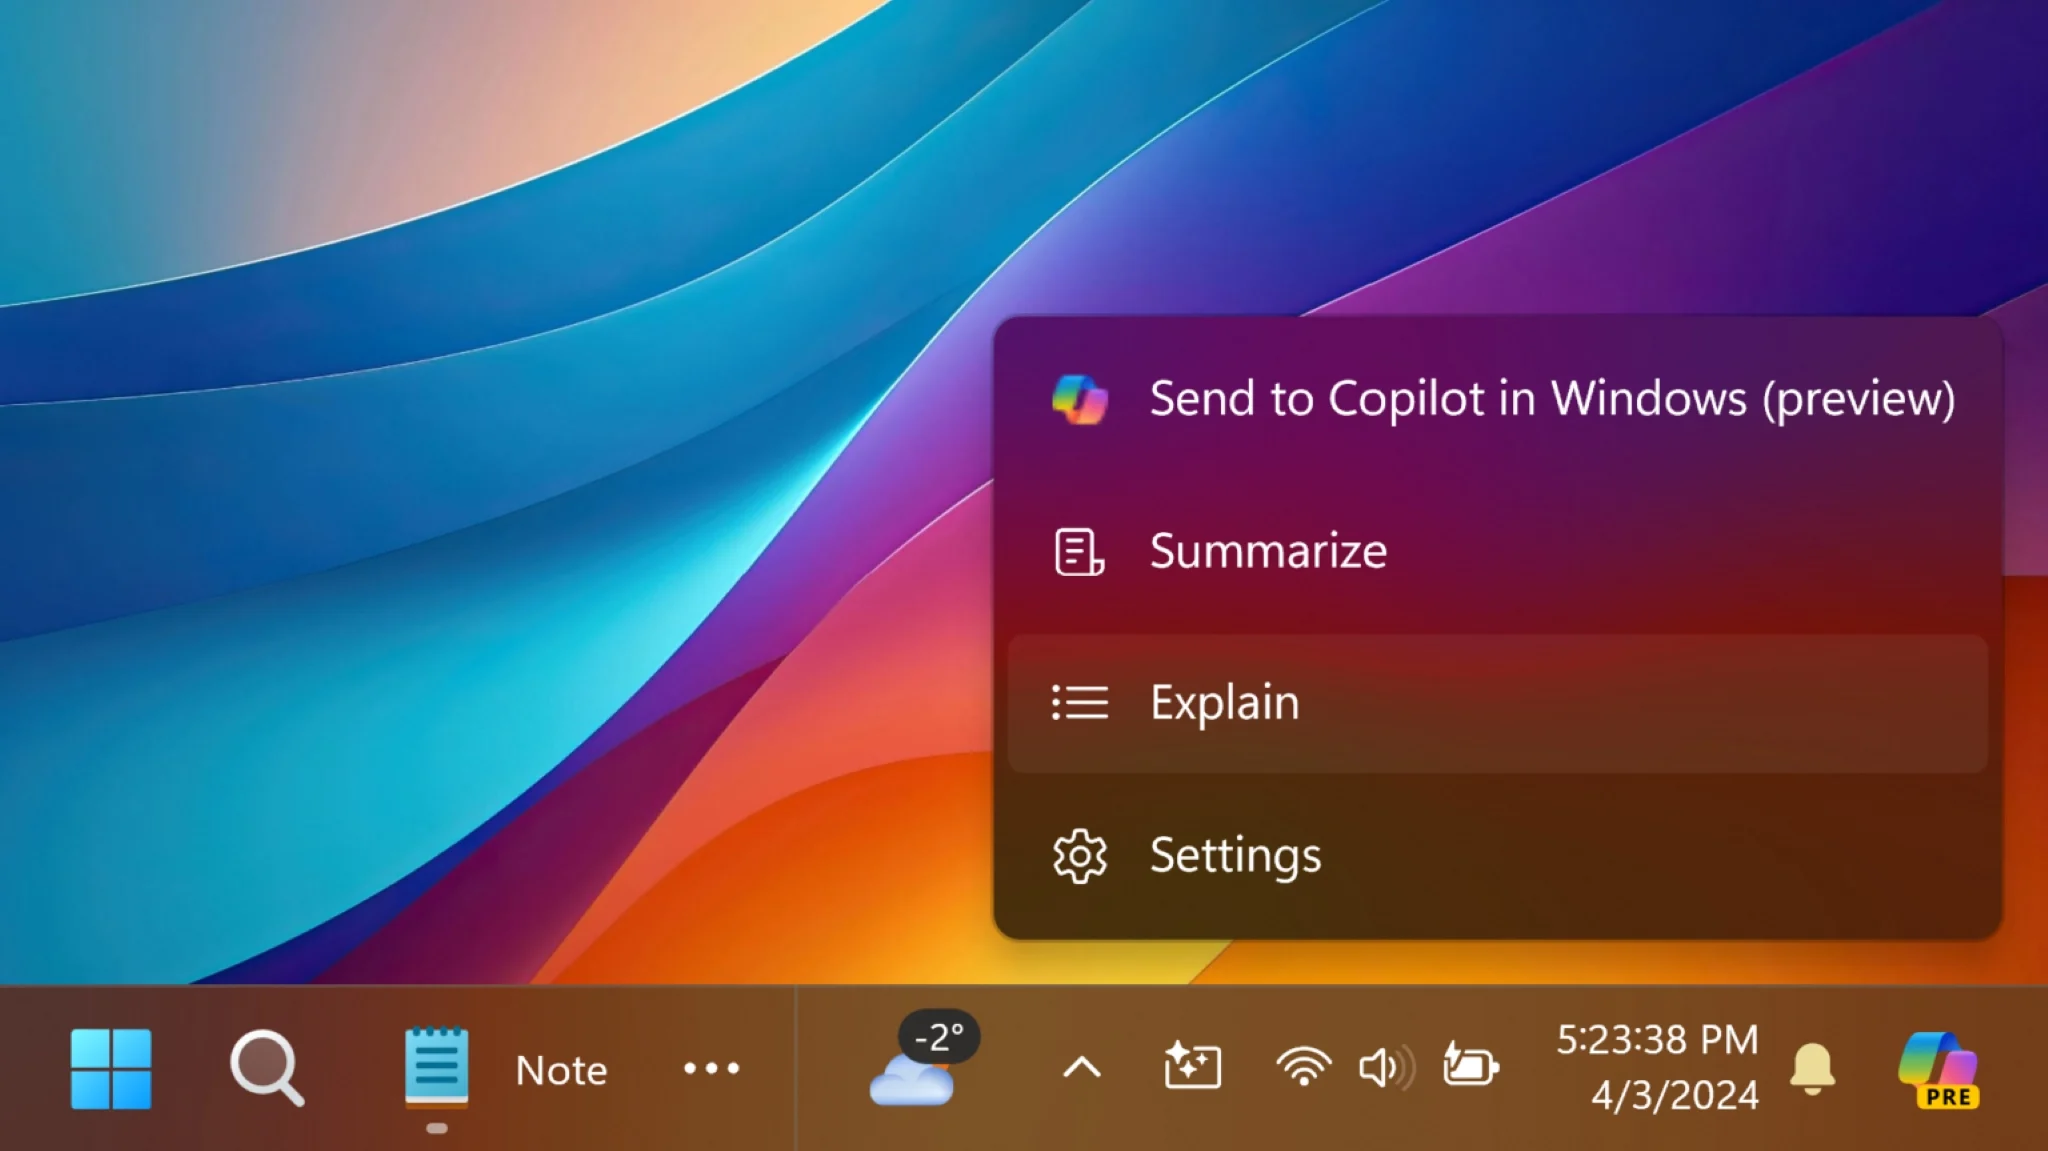 Send to Copilot in Windows (preview)
Summarize
Explain
Settings
Note
-2°
5:23:38 PM
4/3/2024
PRE